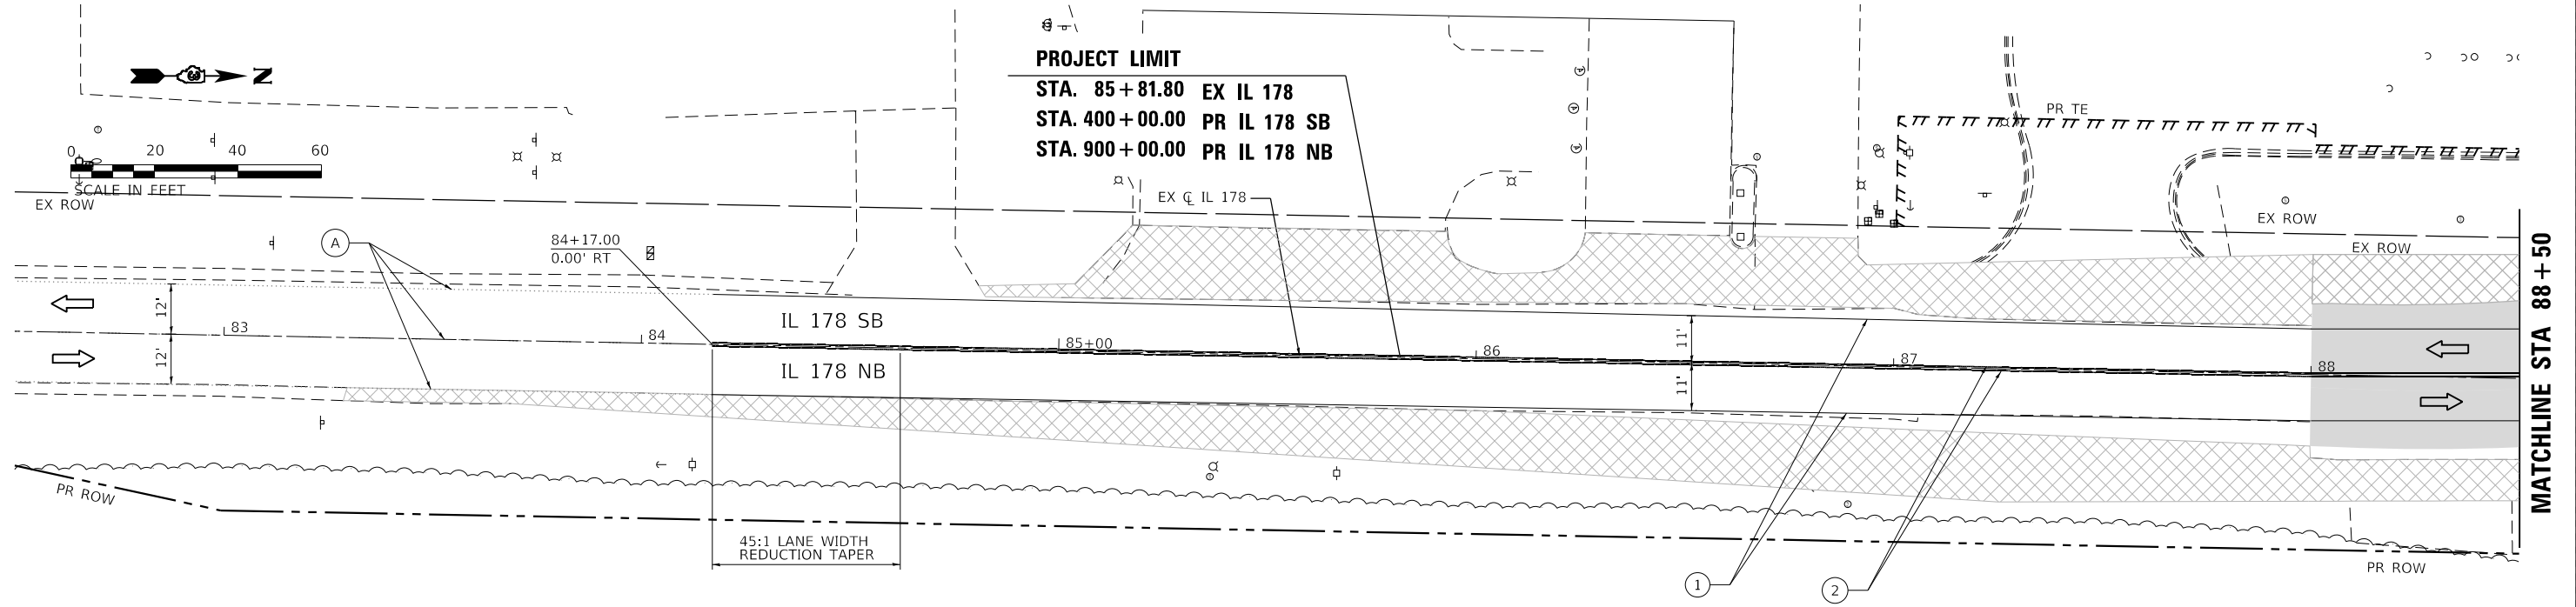 PROJECT LIMIT
STA. 85+81.80 EX IL 178
STA. 400+00.00 PR IL 178 SB
STA. 900+00.00 PR IL 178 NB
N
PR TE
0 20 40 60
SCALE IN FEET
EX ROW
EX ℄ IL 178
EX ROW
EX ROW
A
84+17.00
0.00' RT
12'
12'
83
84
IL 178 SB
85+00
86
87
88
IL 178 NB
11'
11'
MATCHLINE STA 88+50
PR ROW
45:1 LANE WIDTH
REDUCTION TAPER
1
2
PR ROW